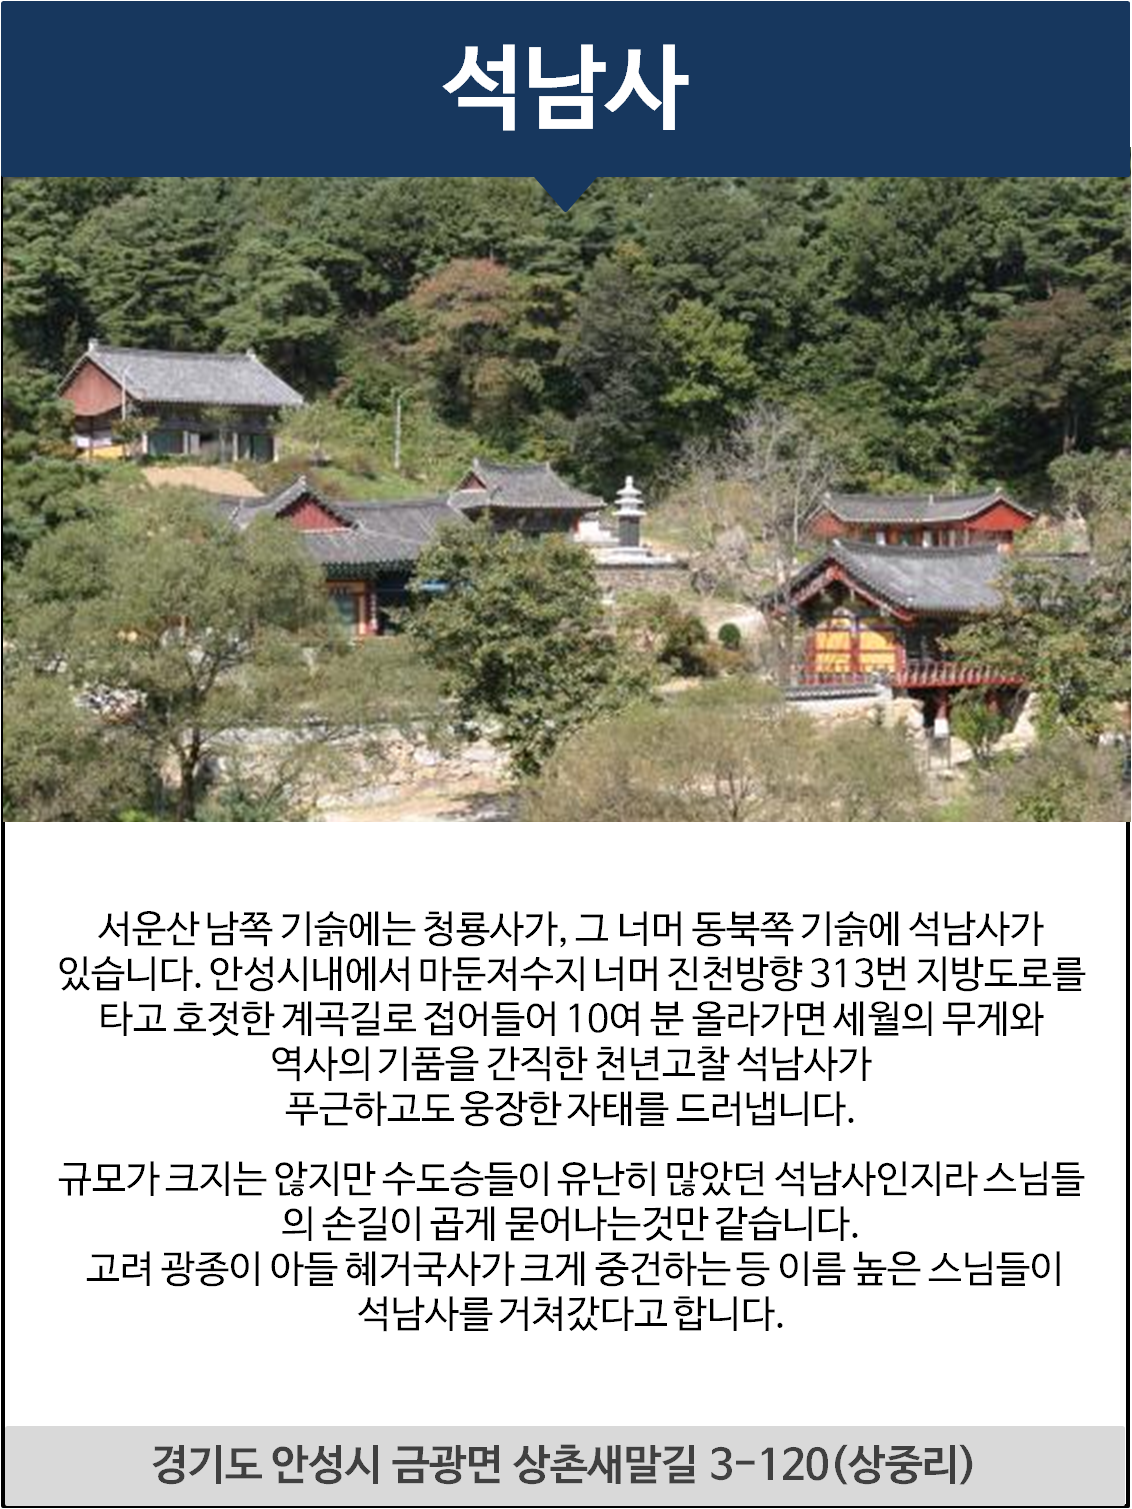 석남사
서운산 남쪽 기슭에는 청룡사가, 그 너머 동북쪽 기슭에 석남사가
있습니다. 안성시내에서 마둔저수지 너머 진천방향 313번 지방도로를
타고 호젓한 계곡길로 접어들어 10여 분 올라가면 세월의 무게와
역사의 기품을 간직한 천년고찰 석남사가
푸근하고도 웅장한 자태를 드러냅니다.
규모가 크지는 않지만 수도승들이 유난히 많았던 석남사인지라 스님들
의 손길이 곱게 묻어나는것만 같습니다.
고려 광종이 아들 혜거국사가 크게 중건하는 등 이름 높은 스님들이
석남사를 거쳐갔다고 합니다.
경기도 안성시 금광면 상촌새말길 3-120(상중리)